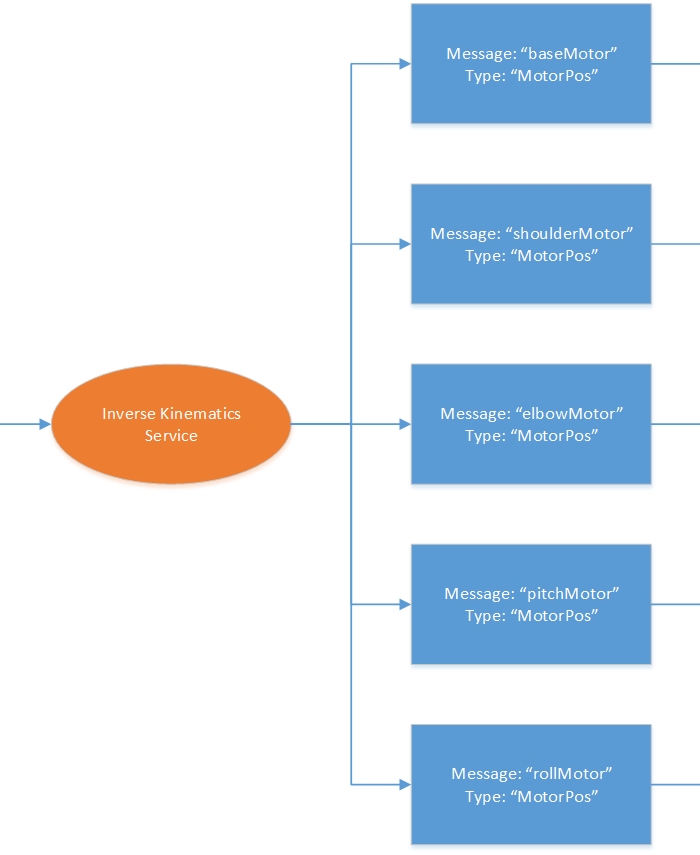 Message: “baseMotor”
Type: “MotorPos”
Message: “shoulderMotor”
Type: “MotorPos”
Inverse Kinematics
Service
Message: “elbowMotor”
Type: “MotorPos”
Message: “pitchMotor”
Type: “MotorPos”
Message: “rollMotor”
Type: “MotorPos”